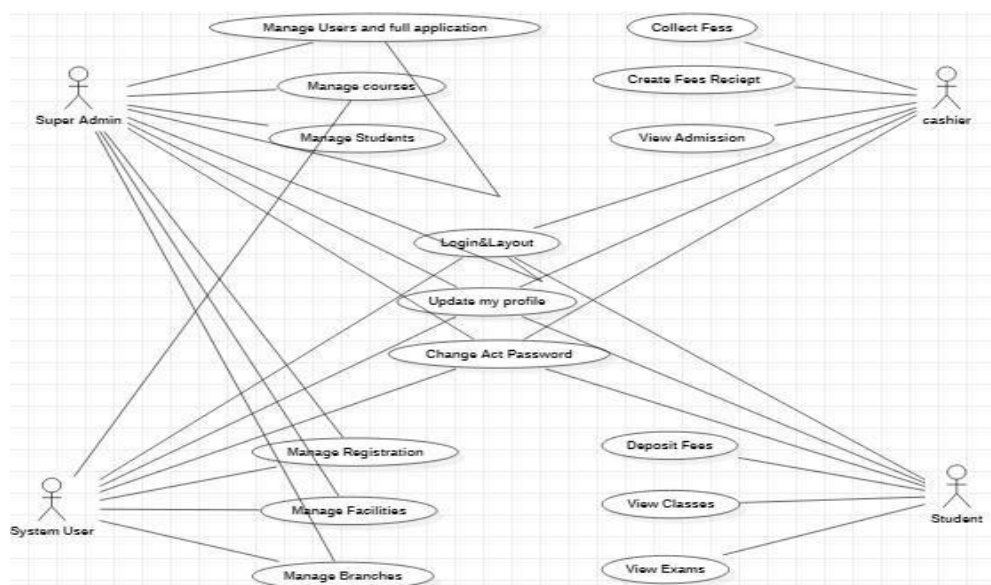 Manage Users and full application
Collect Fess
Manage courses
Create Fees Reciept
Super Admin
cashier
Manage Students
View Admission
Login&Layout
Update my profile
Change Act Password
Manage Registration
Deposit Fees
Manage Facilities
View Classes
System User
Student
Manage Branches
View Exams